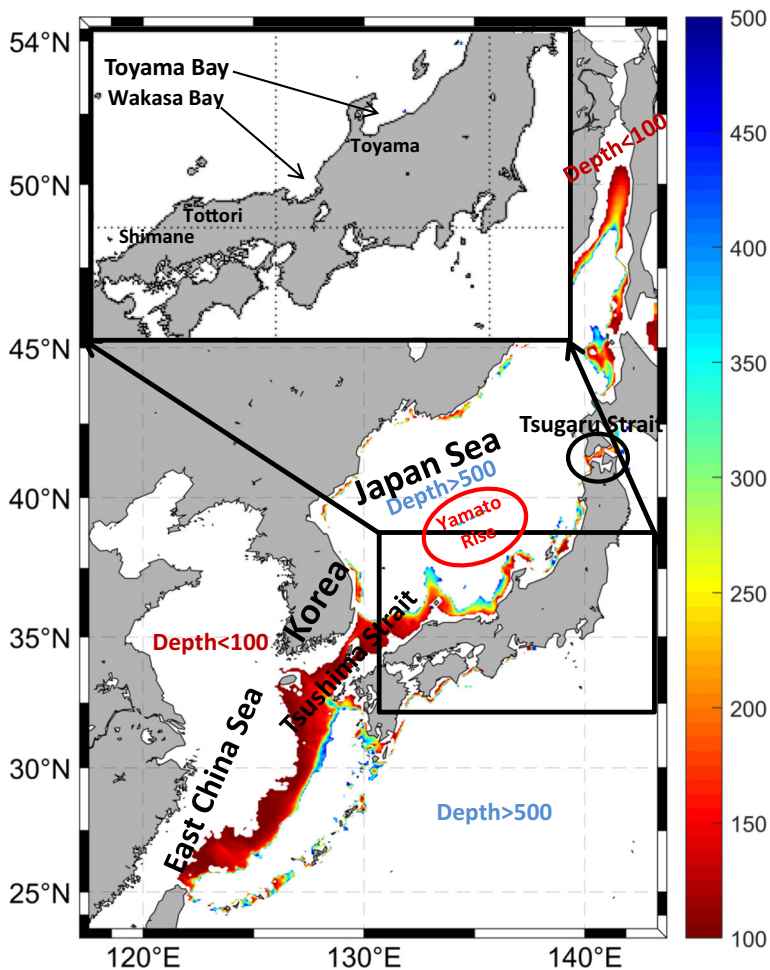 54°N
50°N
45°N
40°N
35°N
30°N
25°N
Toyama Bay
Wakasa Bay
Toyama
Tottori
Shimane
Depth<100
Tsugaru Strait
Japan Sea
Depth>500
Yamato
Rise
Korea
Tsushima Strait
Depth<100
East China Sea
Depth>500
120°E
130°E
140°E
500
450
400
350
300
250
200
150
100